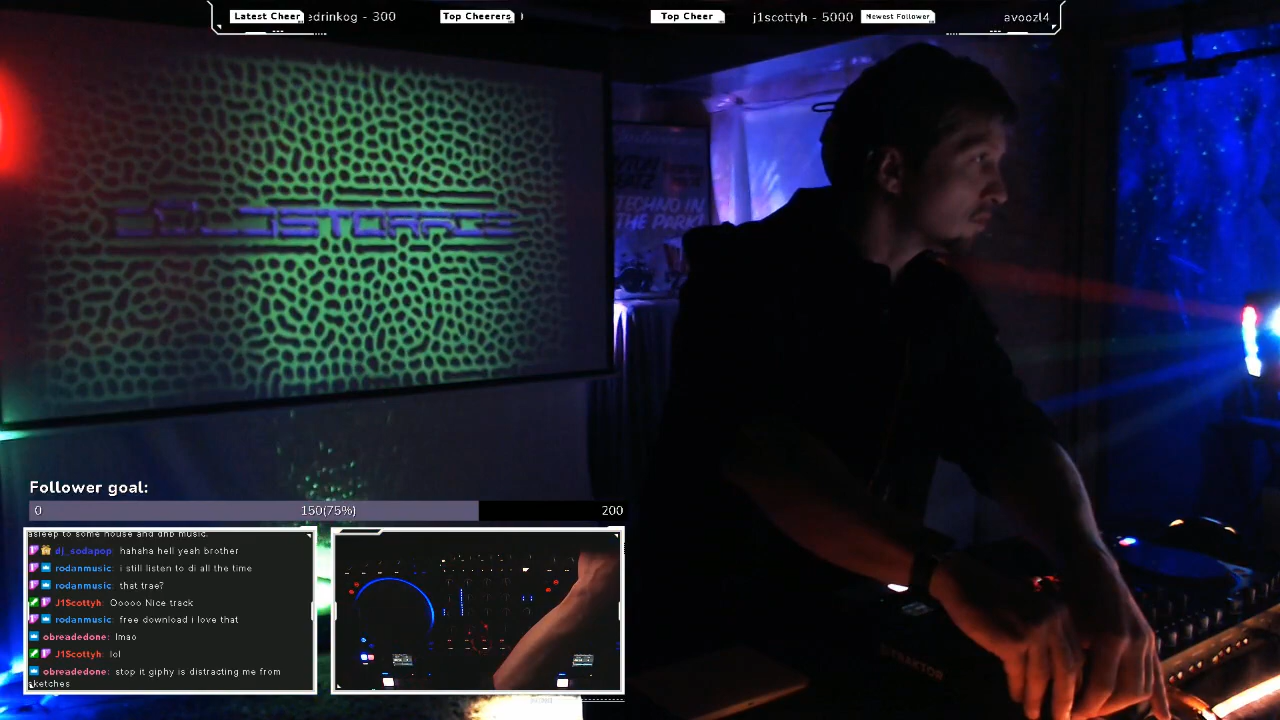 Latest Cheer
edrinkog - 300
Top Cheerers
Top Cheer
j1scottyh - 5000
Newest Follower
avoozl4
TECHNO IN
THE PARK
Follower goal:
0
150(75%)
200
asleep to some house and dnb music.
dj_sodapop: hahaha hell yeah brother
rodanmusic: i still listen to di all the time
rodanmusic: that trae?
J1Scottyh: Ooooo Nice track
rodanmusic: free download i love that
obreadedone: lmao
J1Scottyh: lol
obreadedone: stop it giphy is distracting me from
sketches
TRAKTOR